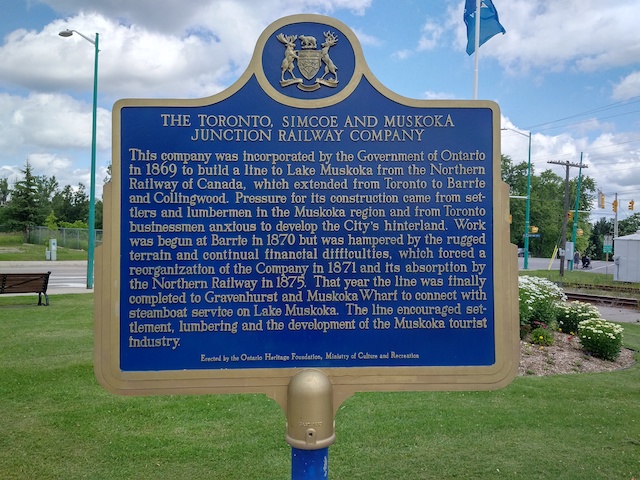 THE TORONTO, SIMCOE AND MUSKOKA
JUNCTION RAILWAY COMPANY
This company was incorporated by the Government of Ontario
in 1869 to build a line to Lake Muskoka from the Northern
Railway of Canada, which extended from Toronto to Barrie
and Collingwood. Pressure for its construction came from set-
tlers and lumbermen in the Muskoka region and from Toronto
businessmen anxious to develop the City's hinterland. Work
was begun at Barrie in 1870 but was hampered by the rugged
terrain and continual financial difficulties, which forced a
reorganization of the Company in 1871 and its absorption by
the Northern Railway in 1875. That year the line was finally
completed to Gravenhurst and Muskoka Wharf to connect with
steamboat service on Lake Muskoka. The line encouraged set-
tlement, lumbering and the development of the Muskoka tourist
industry.
Erected by the Ontario Heritage Foundation, Ministry of Culture and Recreation